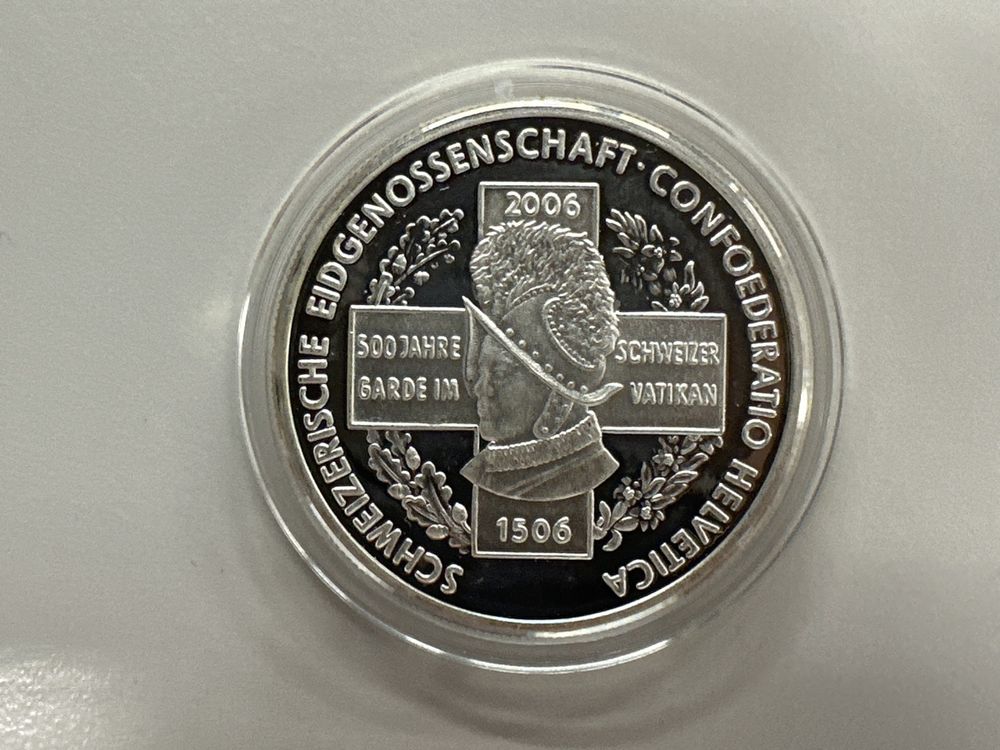 SCHWEIZERISCHE EIDGENOSSENSCHAFT · CONFOEDERATIO HELVETICA
2006
500 JAHRE SCHWEIZER
GARDE IM VATIKAN
1506